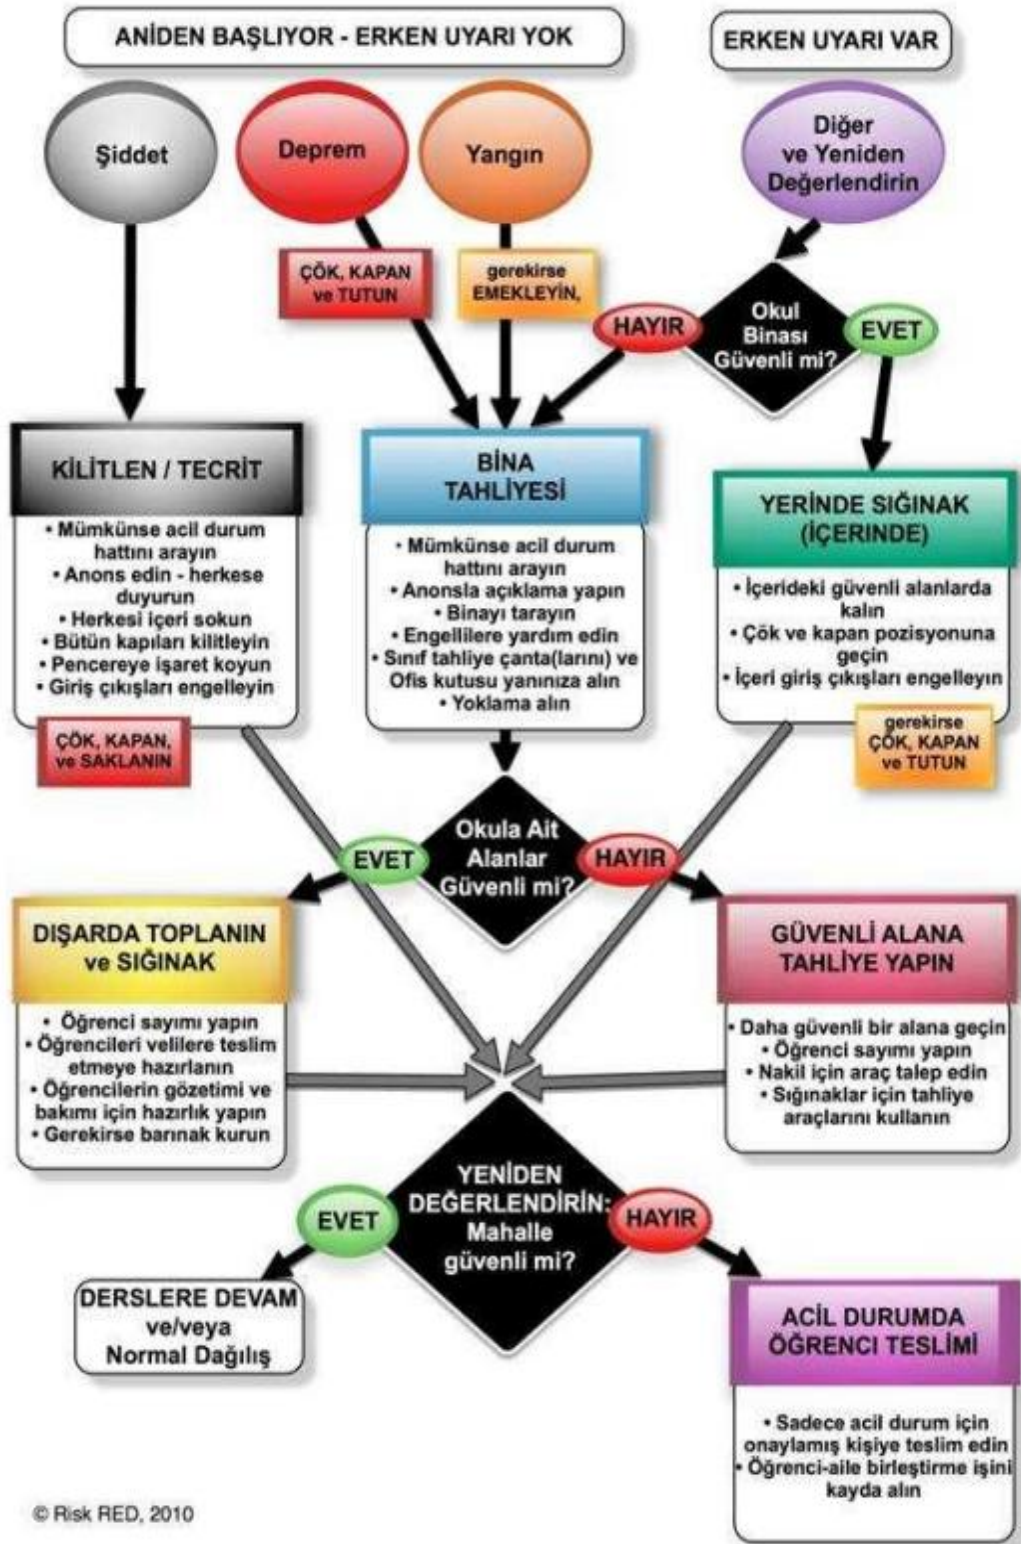 ANİDEN BAŞLIYOR - ERKEN UYARI YOK
ERKEN UYARI VAR
Şiddet
Deprem
Yangın
Diğer
ve Yeniden
Değerlendirin
ÇÖK, KAPAN
ve TUTUN
gerekirse
EMEKLEYİN,
HAYIR
Okul
Binası
Güvenli mi?
EVET
KİLİTLEN / TECRİT
• Mümkünse acil durum
hattını arayın
• Anons edin - herkese
duyurun
• Herkesi içeri sokun
• Bütün kapıları kilitleyin
• Pencereye işaret koyun
• Giriş çıkışları engelleyin
ÇÖK, KAPAN,
ve SAKLANIN
BİNA
TAHLİYESİ
• Mümkünse acil durum
hattını arayın
• Anonsla açıklama yapın
• Binayı tarayın
• Engellilere yardım edin
• Sınıf tahliye çanta(larını) ve
Ofis kutusu yanınıza alın
• Yoklama alın
YERİNDE SIĞINAK
(İÇERINDE)
• İçerideki güvenli alanlarda
kalın
• Çök ve kapan pozisyonuna
geçin
• İçeri giriş çıkışları engelleyın
gerekirse
ÇÖK, KAPAN
ve TUTUN
EVET
Okula Ait
Alanlar
Güvenli mi?
HAYIR
DIŞARDA TOPLANIN
ve SIĞINAK
• Öğrenci sayımı yapın
• Öğrencileri velilere teslim
etmeye hazırlanın
• Öğrencilerin gözetimi ve
bakımı için hazırlık yapın
• Gerekirse barınak kurun
GÜVENLİ ALANA
TAHLİYE YAPIN
• Daha güvenli bir alana geçin
• Öğrenci sayımı yapın
• Nakil için araç talep edin
• Sığınaklar için tahliye
araçlarını kullanın
EVET
YENİDEN
DEĞERLENDİRİN:
Mahalle
güvenli mi?
HAYIR
DERSLERE DEVAM
ve/veya
Normal Dağılış
ACİL DURUMDA
ÖĞRENCI TESLİMİ
• Sadece acil durum için
onaylamış kişiye teslim edin
• Öğrenci-aile birleştirme işini
kayda alın
© Risk RED, 2010